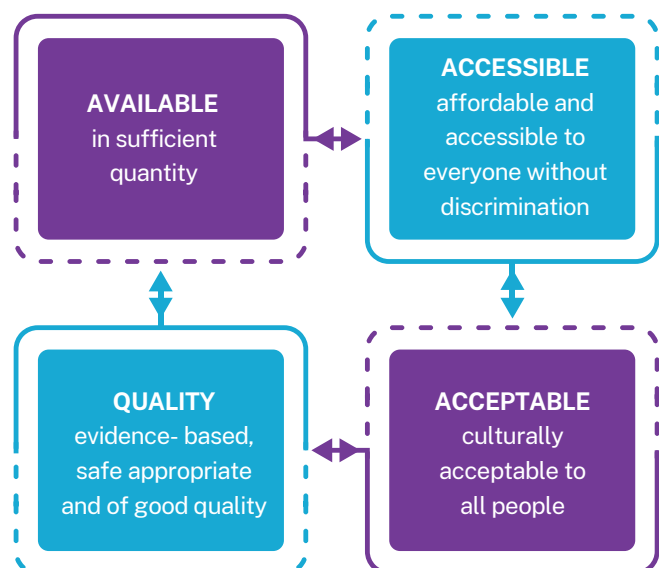 AVAILABLE
in sufficient
quantity
ACCESSIBLE
affordable and
accessible to
everyone without
discrimination
QUALITY
evidence- based,
safe appropriate
and of good quality
ACCEPTABLE
culturally
acceptable to
all people